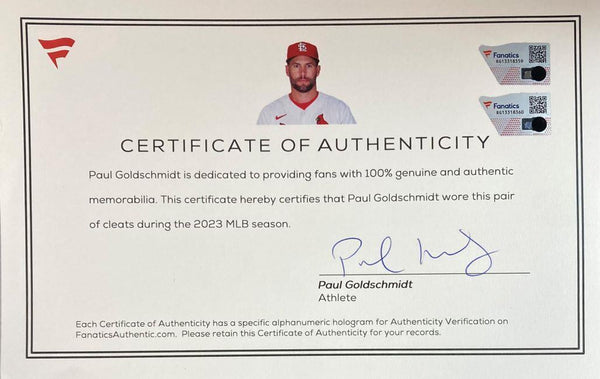 Fanatics
BG13318559
Fanatics
BG13318560
CERTIFICATE OF AUTHENTICITY
Paul Goldschmidt is dedicated to providing fans with 100% genuine and authentic
memorabilia. This certificate hereby certifies that Paul Goldschmidt wore this pair
of cleats during the 2023 MLB season.
Paul Goldschmidt
Athlete
Each Certificate of Authenticity has a specific alphanumeric hologram for Authenticity Verification on
FanaticsAuthentic.com. Please retain this Certificate of Authenticity for your records.